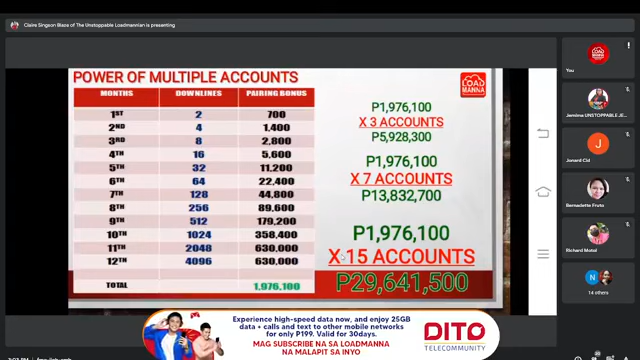 Claire Singson Blaze of The Unstoppable Loadmannian is presenting
POWER OF MULTIPLE ACCOUNTS
LOAD
MANNA
MONTHS DOWNLINES PAIRING BONUS
1ST 2 700
2ND 4 1,400
3RD 8 2,800
4TH 16 5,600
5TH 32 11,200
6TH 64 22,400
7TH 128 44,800
8TH 256 89,600
9TH 512 179,200
10TH 1024 358,400
11TH 2048 630,000
12TH 4096 630,000
TOTAL 1,976,100
P1,976,100
X 3 ACCOUNTS
P5,928,300
P1,976,100
X 7 ACCOUNTS
P13,832,700
P1,976,100
X 15 ACCOUNTS
P29,641,500
You
Jemima UNSTOPPABLE JE...
J
Jonard Cld
Bernadette Fruto
Richard Motol
N
14 others
Experience high-speed data now, and enjoy 25GB
data + calls and text to other mobile networks
for only P199. Valid for 30days.
MAG SUBSCRIBE NA SA LOADMANNA
NA MALAPIT SA INYO
DITO
TELECOMMUNITY